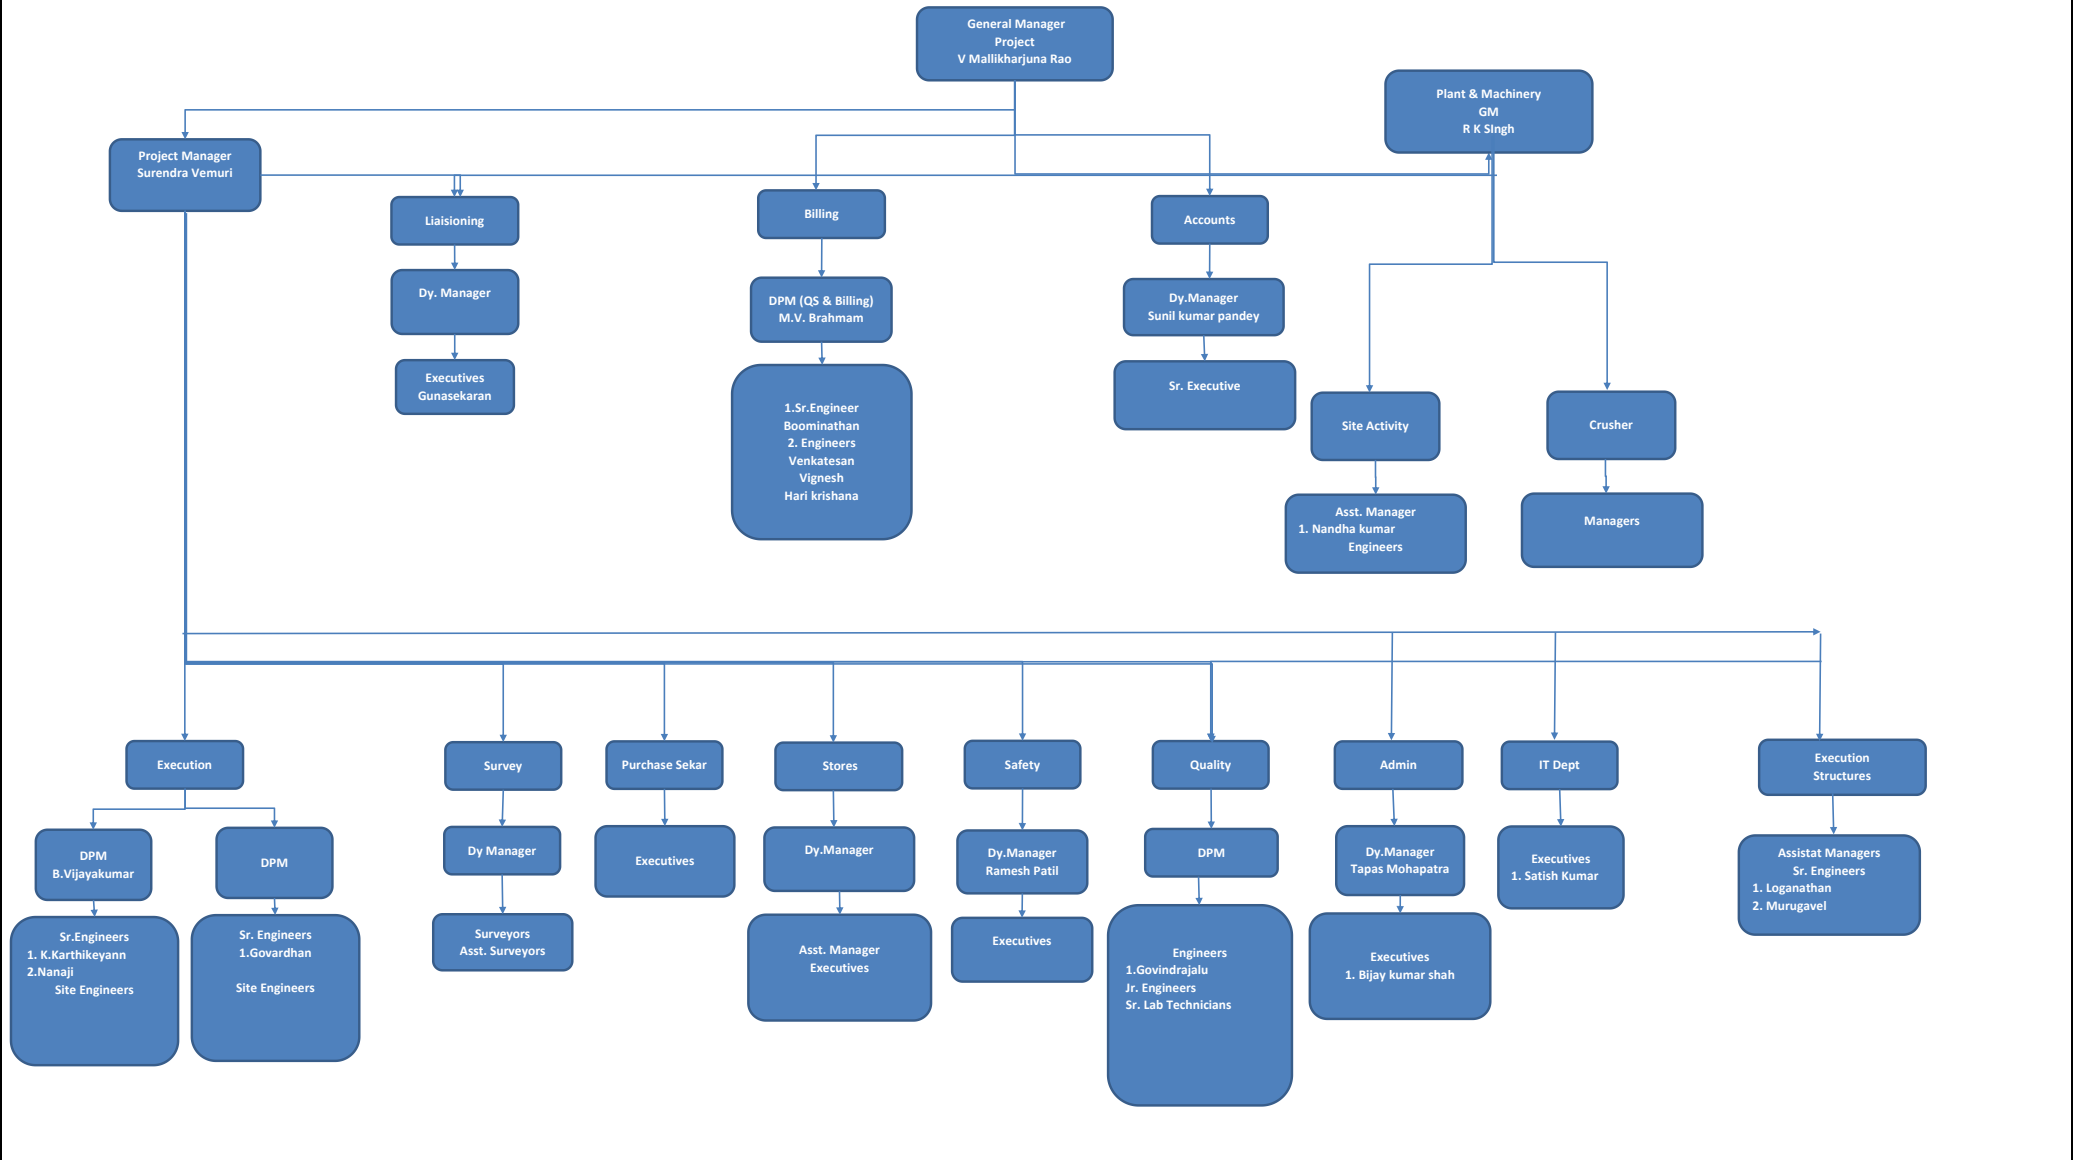 General Manager
Project
V Mallikharjuna Rao
Plant & Machinery
GM
R K SIngh
Project Manager
Surendra Vemuri
Liaisioning
Billing
Accounts
Dy. Manager
DPM (QS & Billing)
M.V. Brahmam
Dy.Manager
Sunil kumar pandey
Executives
Gunasekaran
1.Sr.Engineer
Boominathan
2. Engineers
Venkatesan
Vignesh
Hari krishana
Sr. Executive
Site Activity
Crusher
Asst. Manager
1. Nandha kumar
Engineers
Managers
Execution
Survey
Purchase Sekar
Stores
Safety
Quality
Admin
IT Dept
Execution
Structures
DPM
B.Vijayakumar
DPM
Dy Manager
Executives
Dy.Manager
Dy.Manager
Ramesh Patil
DPM
Dy.Manager
Tapas Mohapatra
Executives
1. Satish Kumar
Assistat Managers
Sr. Engineers
1. Loganathan
2. Murugavel
Sr.Engineers
1. K.Karthikeyann
2.Nanaji
Site Engineers
Sr. Engineers
1.Govardhan
Site Engineers
Surveyors
Asst. Surveyors
Asst. Manager
Executives
Executives
Engineers
1.Govindrajalu
Jr. Engineers
Sr. Lab Technicians
Executives
1. Bijay kumar shah